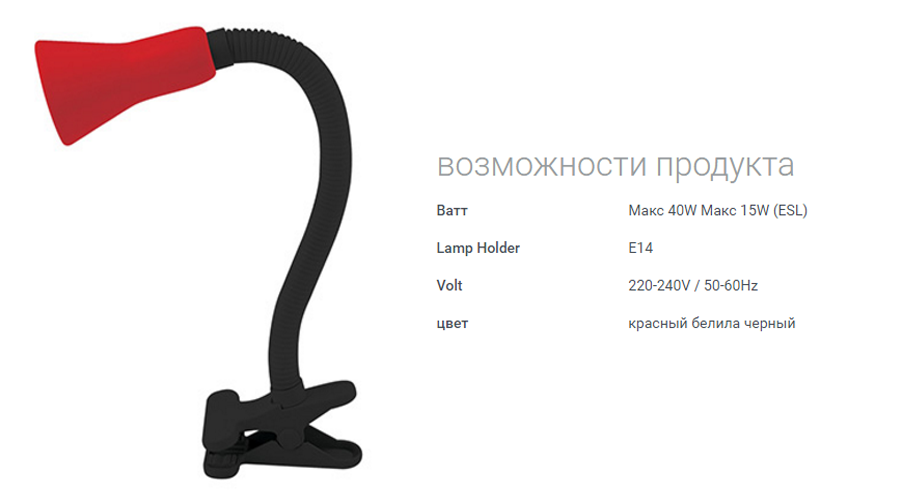 возможности продукта
Ватт Макс 40W Макс 15W (ESL)
Lamp Holder E14
Volt 220-240V / 50-60Hz
цвет красный белила черный